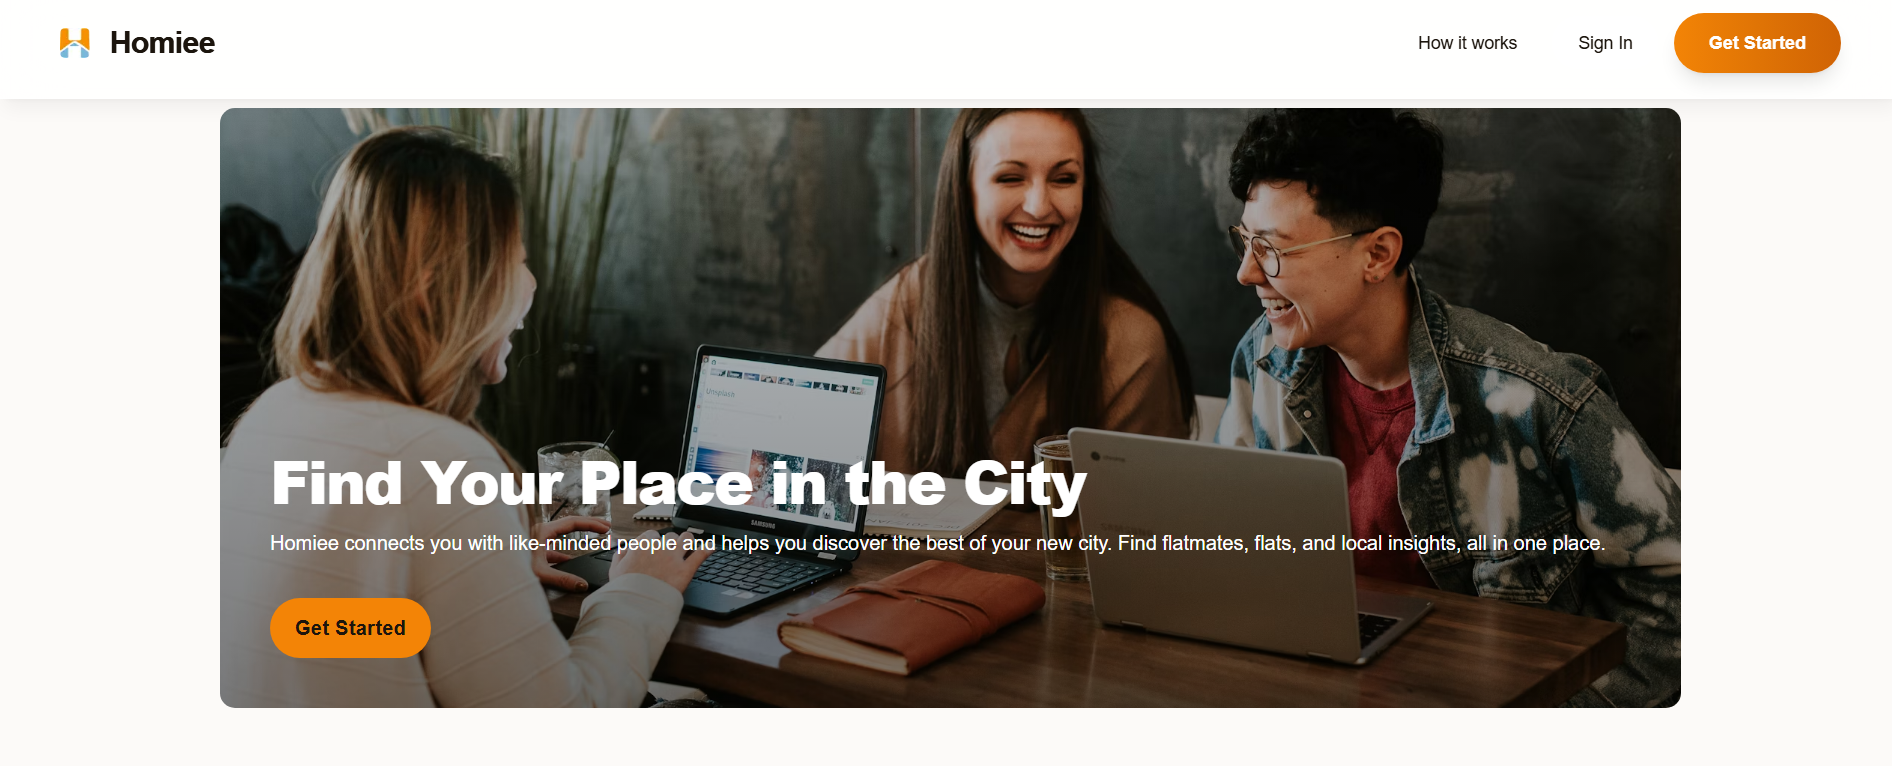 Homiee
How it works
Sign In
Get Started
Unsplash
SAMSUNG
Find Your Place in the City
Homiee connects you with like-minded people and helps you discover the best of your new city. Find flatmates, flats, and local insights, all in one place.
Get Started